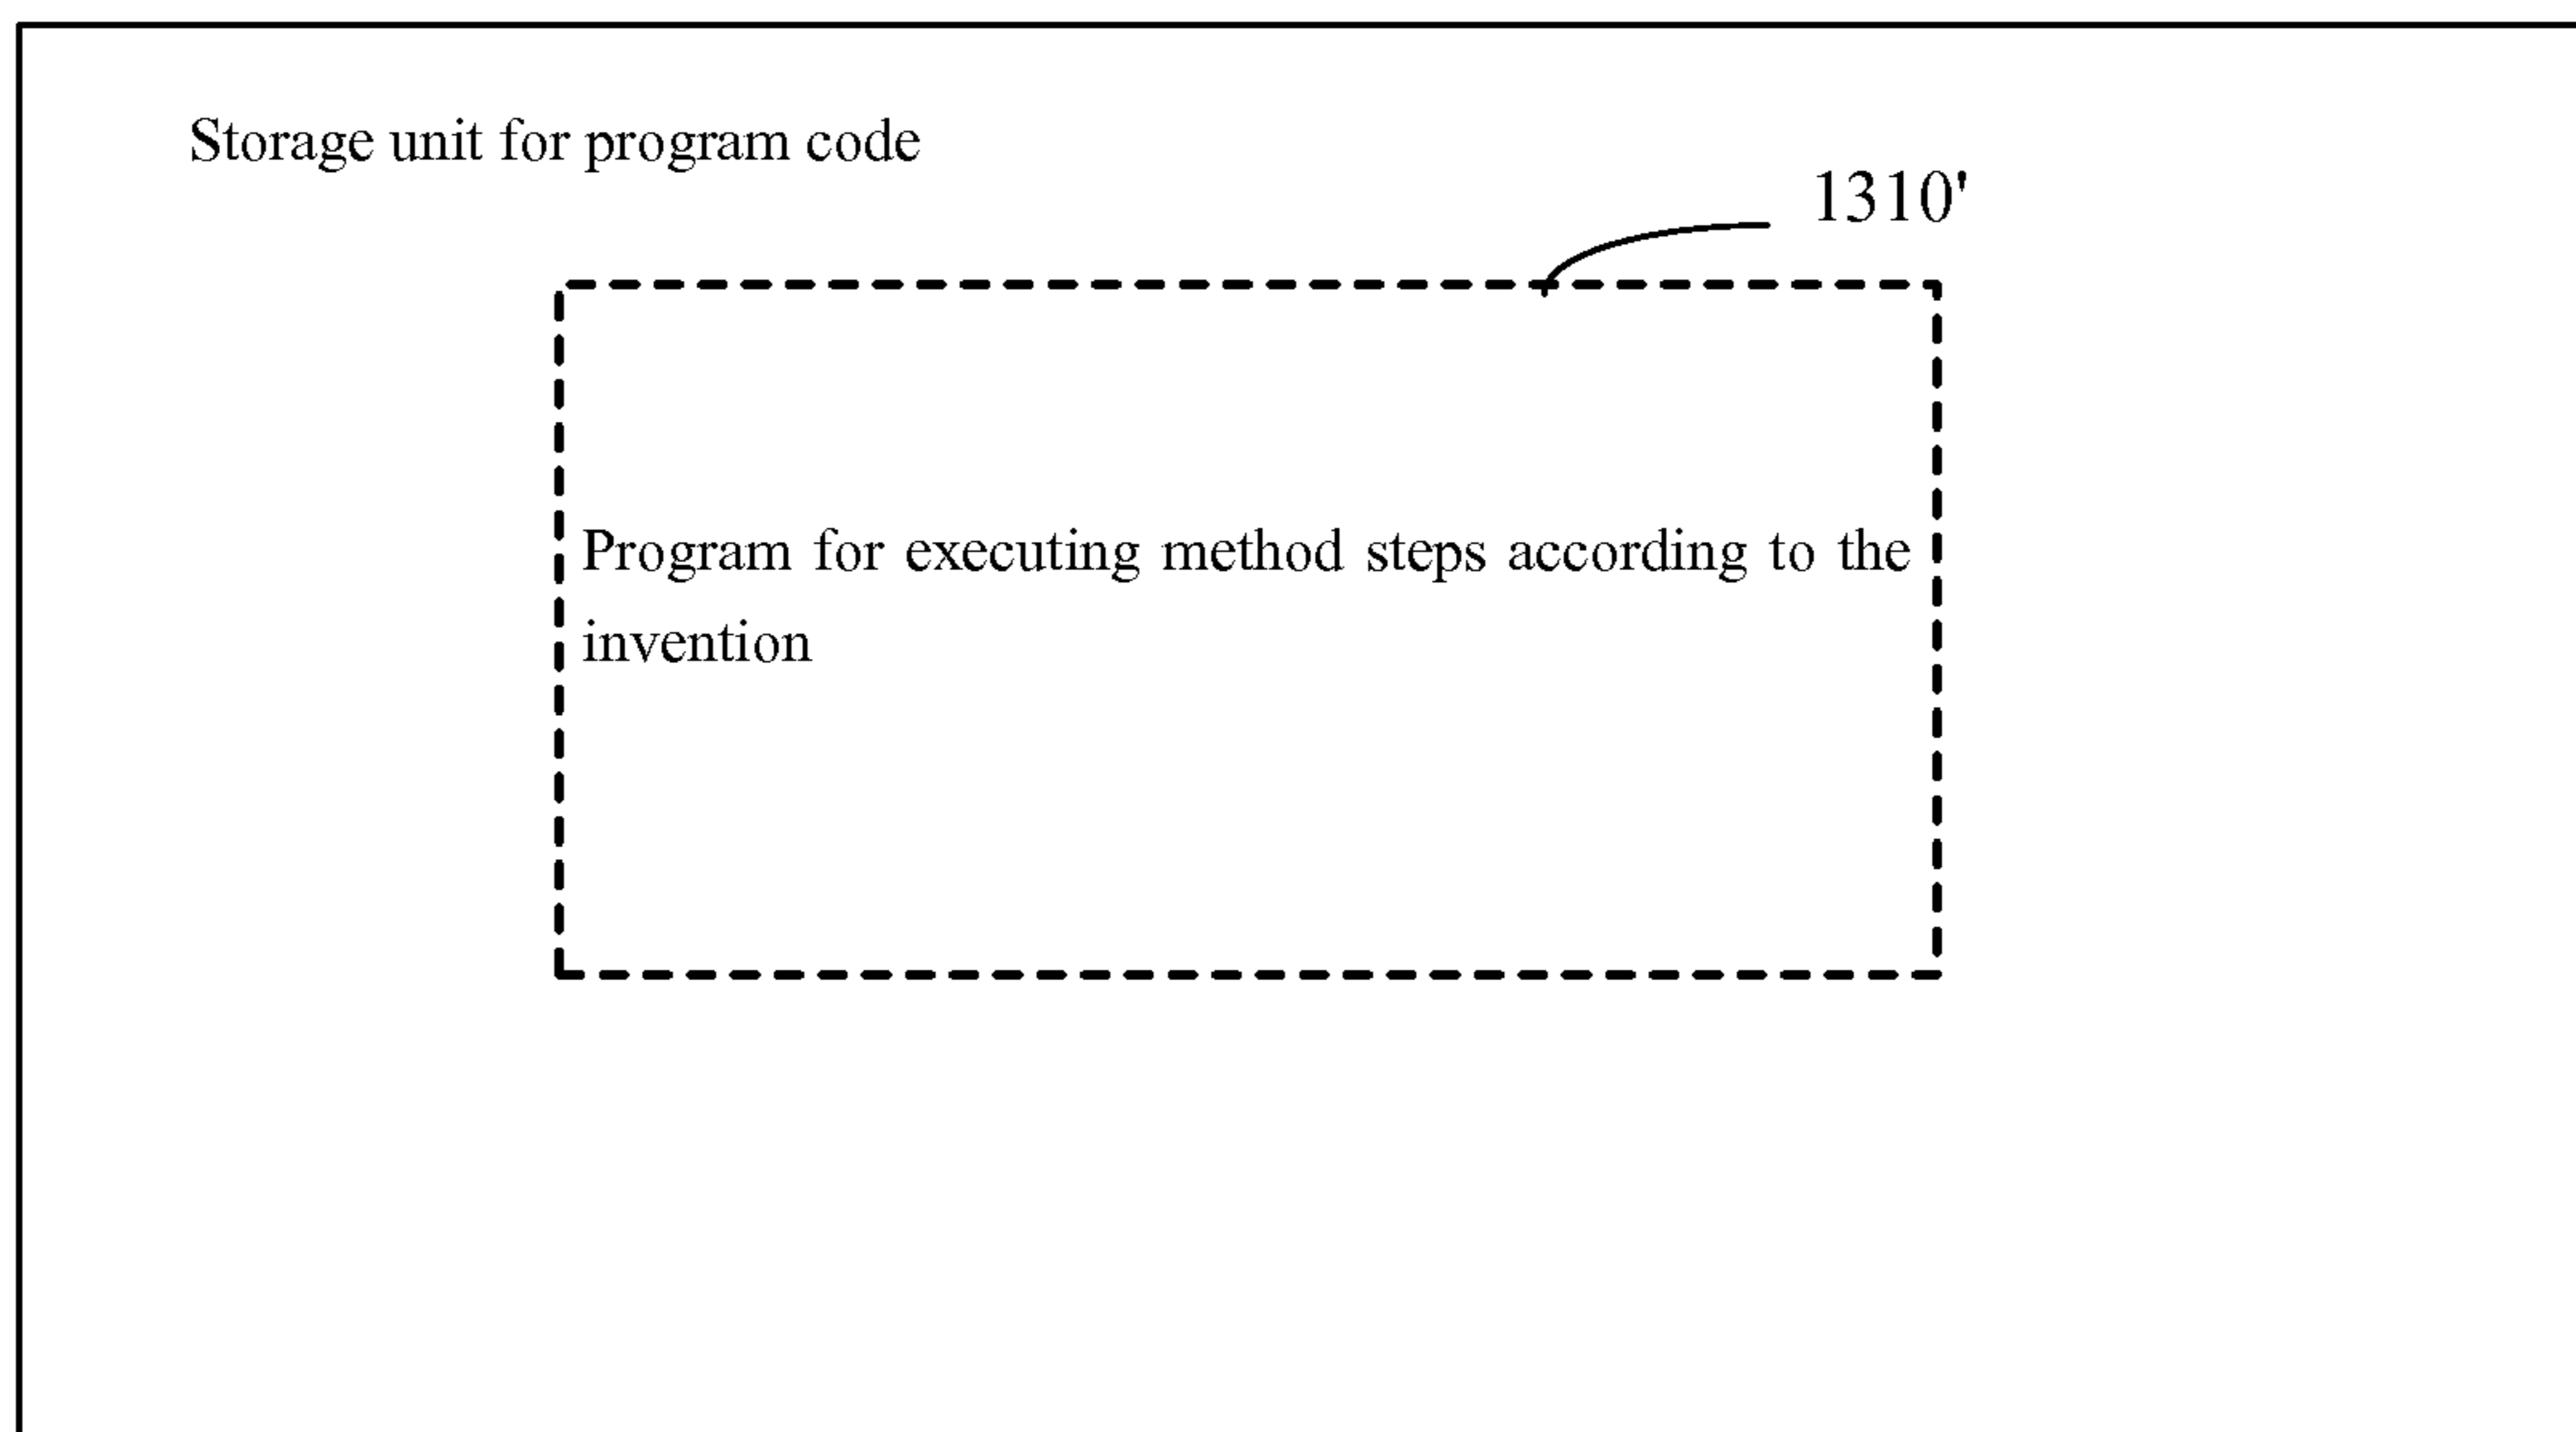 Storage unit for program code
1310'
Program for executing method steps according to the
invention